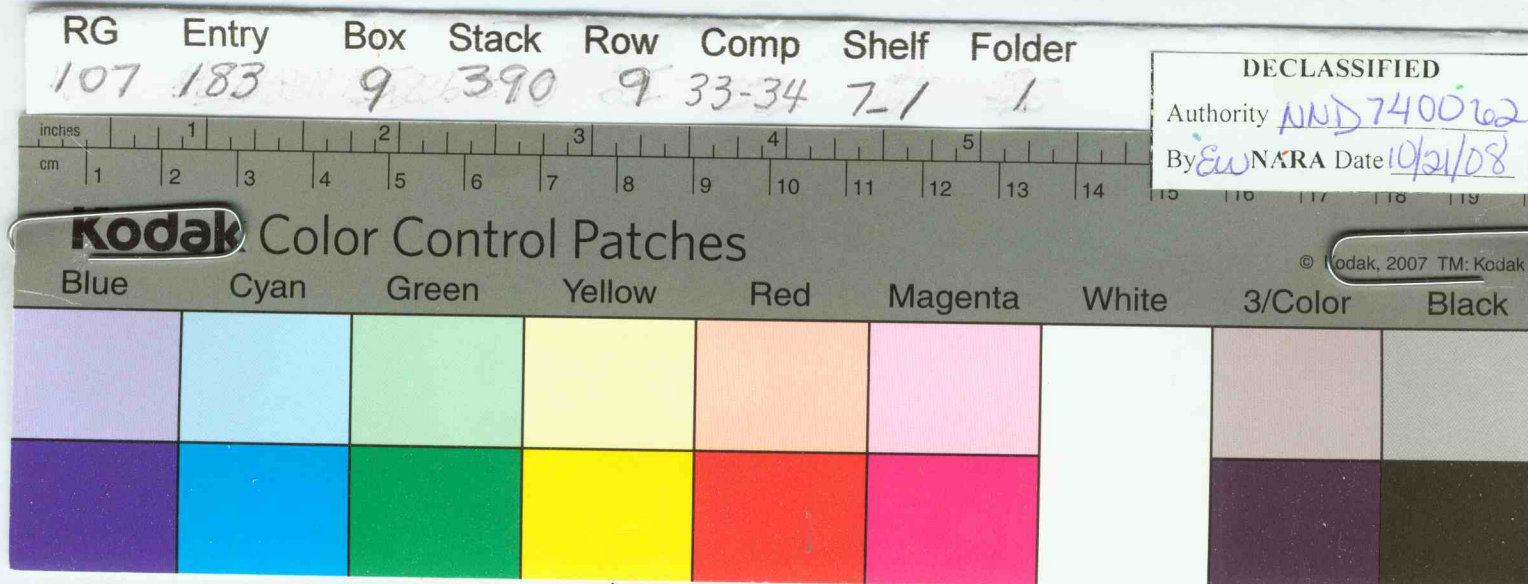 RG Entry Box Stack Row Comp Shelf Folder
107 183 9 390 9 33-34 7-1 1
DECLASSIFIED
Authority NND 740062
By EW NARA Date 10/21/08
inches 1 2 3 4 5
cm 1 2 3 4 5 6 7 8 9 10 11 12 13 14 15 16 17 18 19
Kodak Color Control Patches
© Kodak, 2007 TM: Kodak
Blue Cyan Green Yellow Red Magenta White 3/Color Black